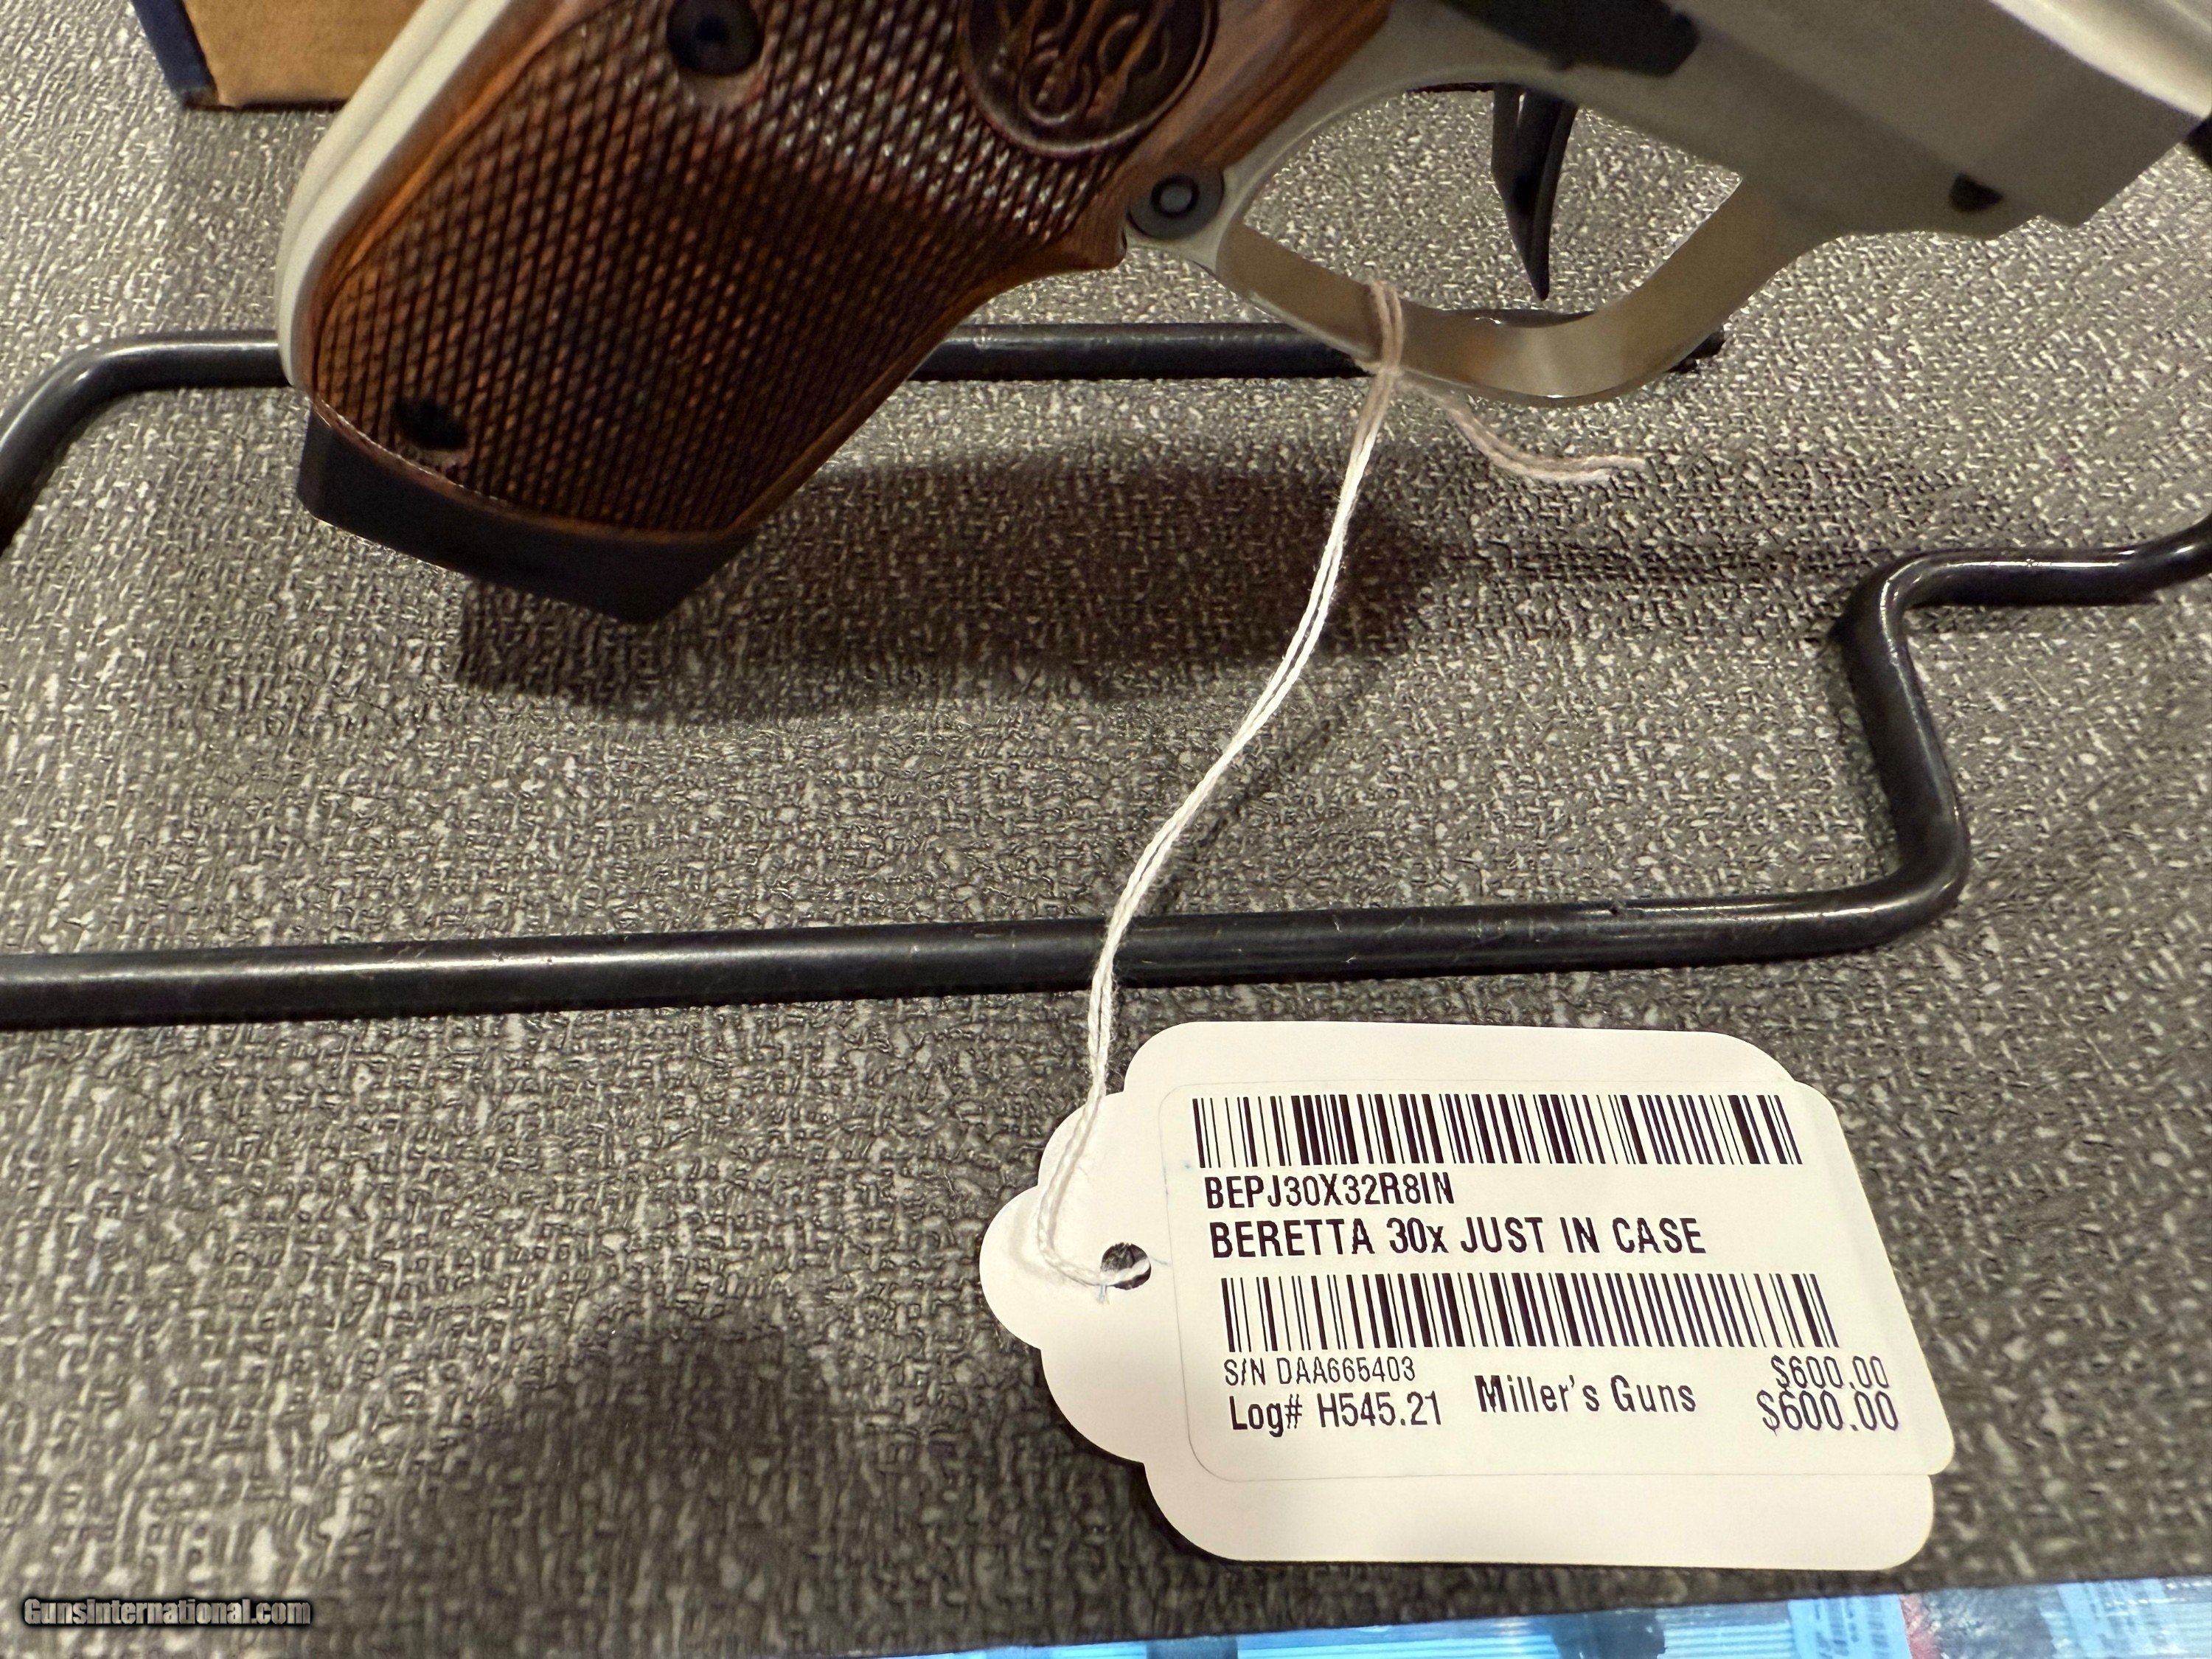 BEPJ30X32R8IN
BERETTA 30x JUST IN CASE
S/N DAA665403
$600.00
Log# H545.21
Miller's Guns
$600.00
GunsInternational.com